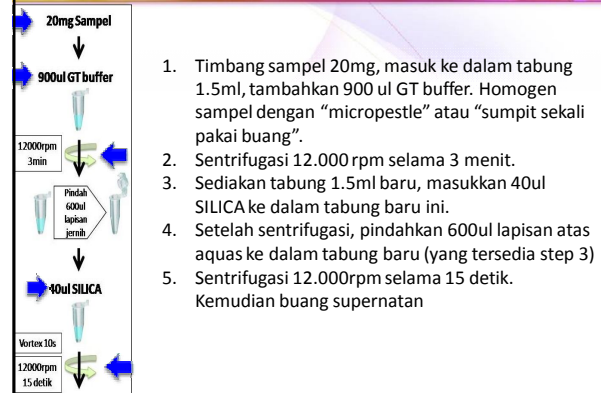 20mg Sampel
900ul GT buffer
12000rpm
3min
Pindah
600ul
lapisan
jernih
40ul SILICA
Vortex 10s
12000rpm
15 detik
1. Timbang sampel 20mg, masuk ke dalam tabung
1.5ml, tambahkan 900 ul GT buffer. Homogen
sampel dengan “micropestle” atau “sumpit sekali
pakai buang”.
2. Sentrifugasi 12.000 rpm selama 3 menit.
3. Sediakan tabung 1.5ml baru, masukkan 40ul
SILICA ke dalam tabung baru ini.
4. Setelah sentrifugasi, pindahkan 600ul lapisan atas
aquas ke dalam tabung baru (yang tersedia step 3)
5. Sentrifugasi 12.000rpm selama 15 detik.
Kemudian buang supernatan